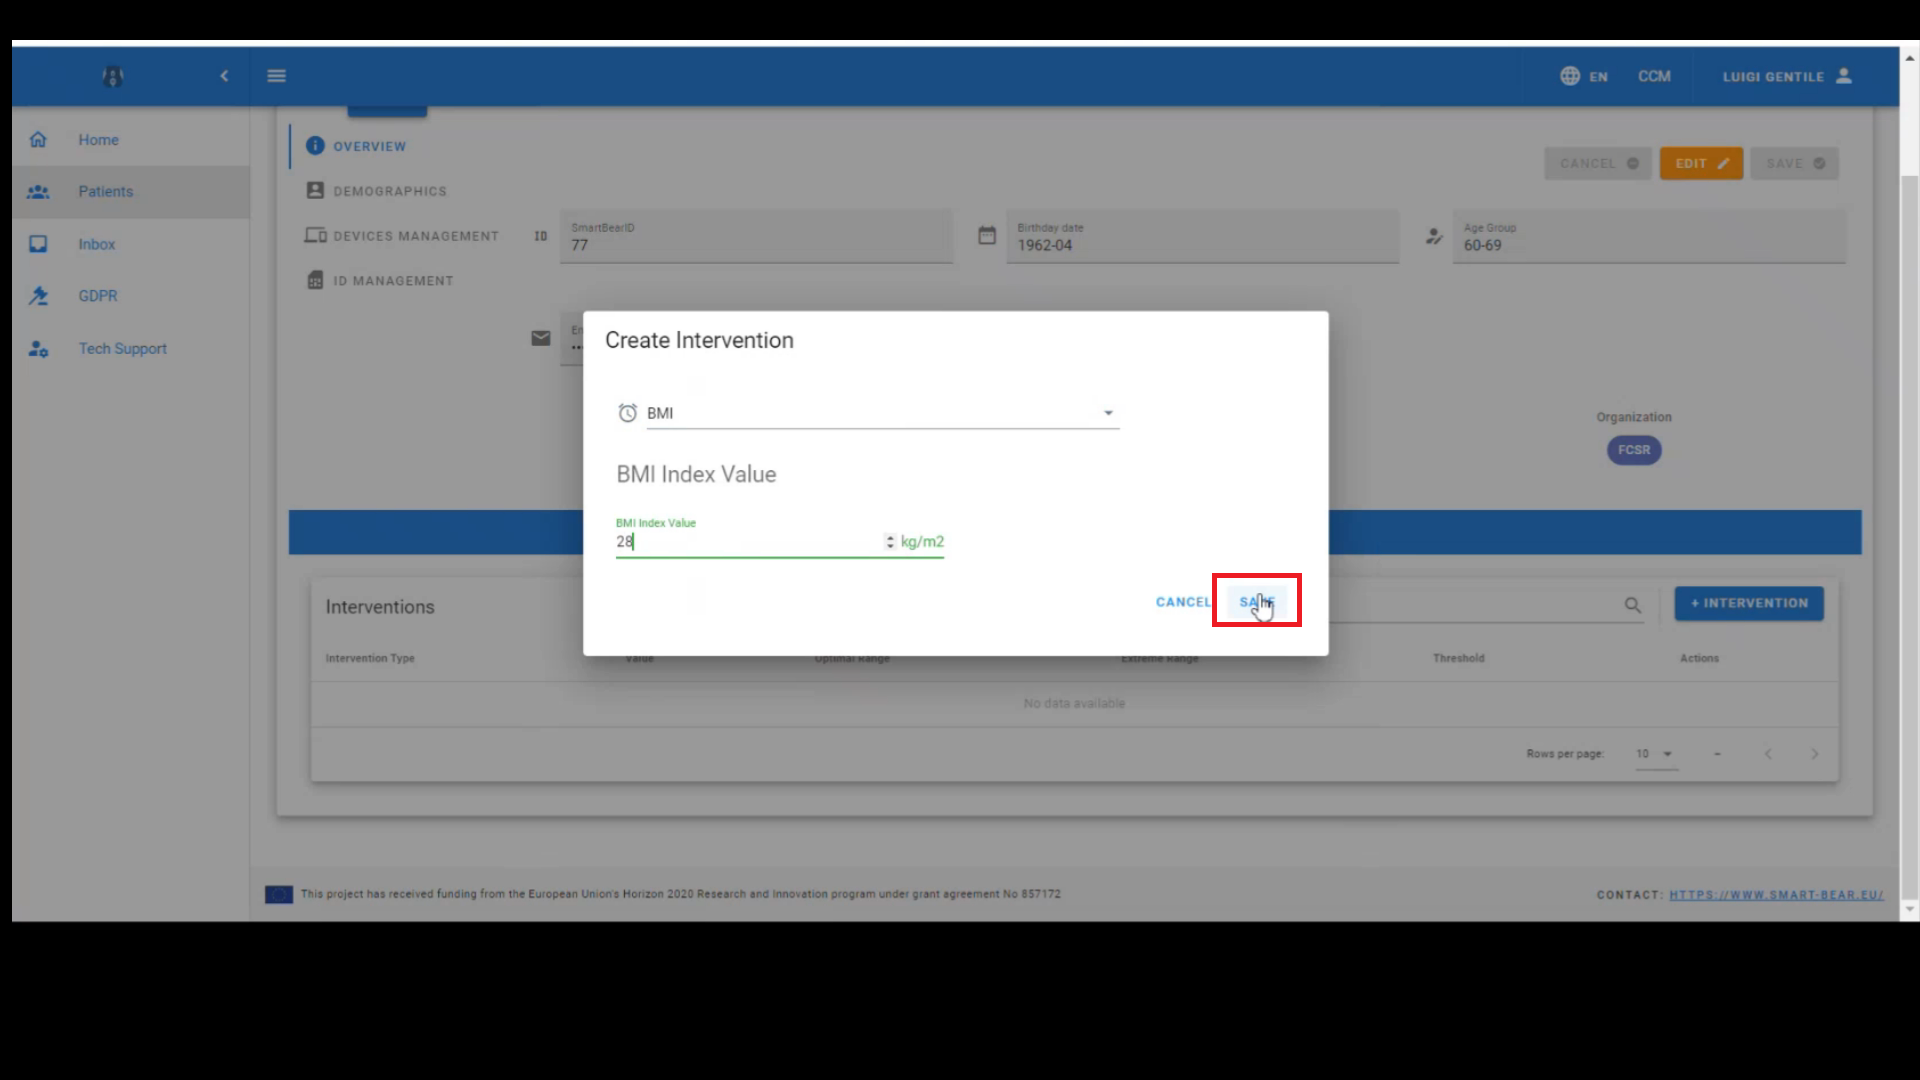 EN
CCM
LUIGI GENTILE
Home
Patients
Inbox
GDPR
Tech Support
OVERVIEW
DEMOGRAPHICS
DEVICES MANAGEMENT
ID MANAGEMENT
CANCEL
EDIT
SAVE
ID
SmartBearID
77
Birthday date
1962-04
Age Group
60-69
Create Intervention
BMI
BMI Index Value
BMI Index Value
28
kg/m2
CANCEL
Organization
FCSR
Interventions
+ INTERVENTION
Intervention Type
Value
Optimal Range
Extreme Range
Threshold
Actions
No data available
Rows per page:
10
–
This project has received funding from the European Union's Horizon 2020 Research and Innovation program under grant agreement No 857172
CONTACT: HTTPS://WWW.SMART-BEAR.EU/